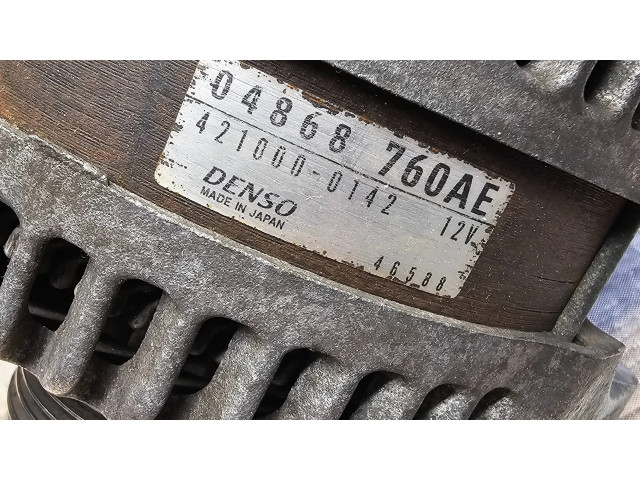 04868 760AE
421000-0142 12V
DENSO
MADE IN JAPAN
46588